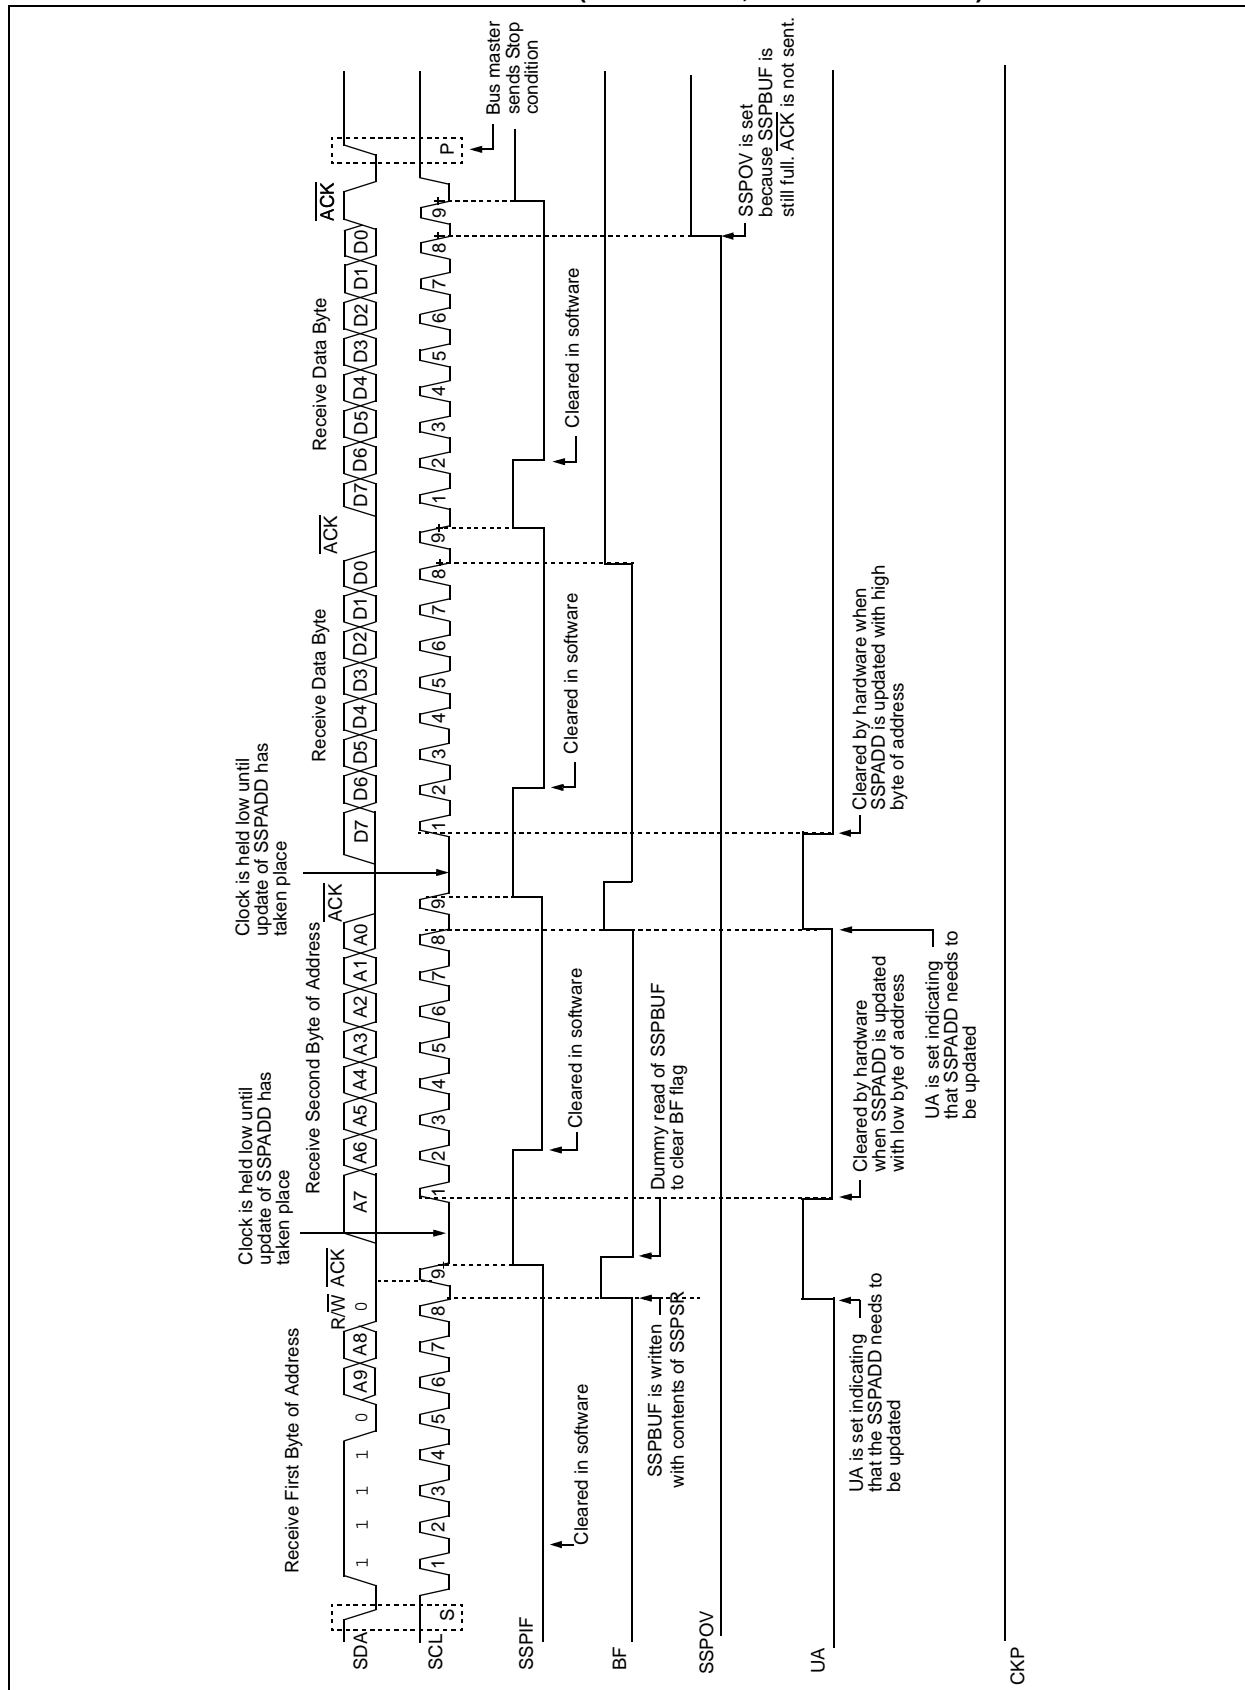 Receive First Byte of Address
R/W ACK
Clock is held low until
update of SSPADD has
taken place
Receive Second Byte of Address
ACK
Clock is held low until
update of SSPADD has
taken place
Receive Data Byte
ACK
Receive Data Byte
ACK
SDA
1 1 1 1 0 A9 A8 0 A7 A6 A5 A4 A3 A2 A1 A0 D7 D6 D5 D4 D3 D2 D1 D0 D7 D6 D5 D4 D3 D2 D1 D0
SCL
S 1 2 3 4 5 6 7 8 9 1 2 3 4 5 6 7 8 9 1 2 3 4 5 6 7 8 9 1 2 3 4 5 6 7 8 9 P
Bus master
sends Stop
condition
SSPIF
Cleared in software
Cleared in software
Cleared in software
Cleared in software
BF
SSPBUF is written
with contents of SSPSR
Dummy read of SSPBUF
to clear BF flag
SSPOV
SSPOV is set
because SSPBUF is
still full. ACK is not sent.
UA
UA is set indicating
that the SSPADD needs to
be updated
Cleared by hardware
when SSPADD is updated
with low byte of address
UA is set indicating
that SSPADD needs to
be updated
Cleared by hardware when
SSPADD is updated with high
byte of address
CKP